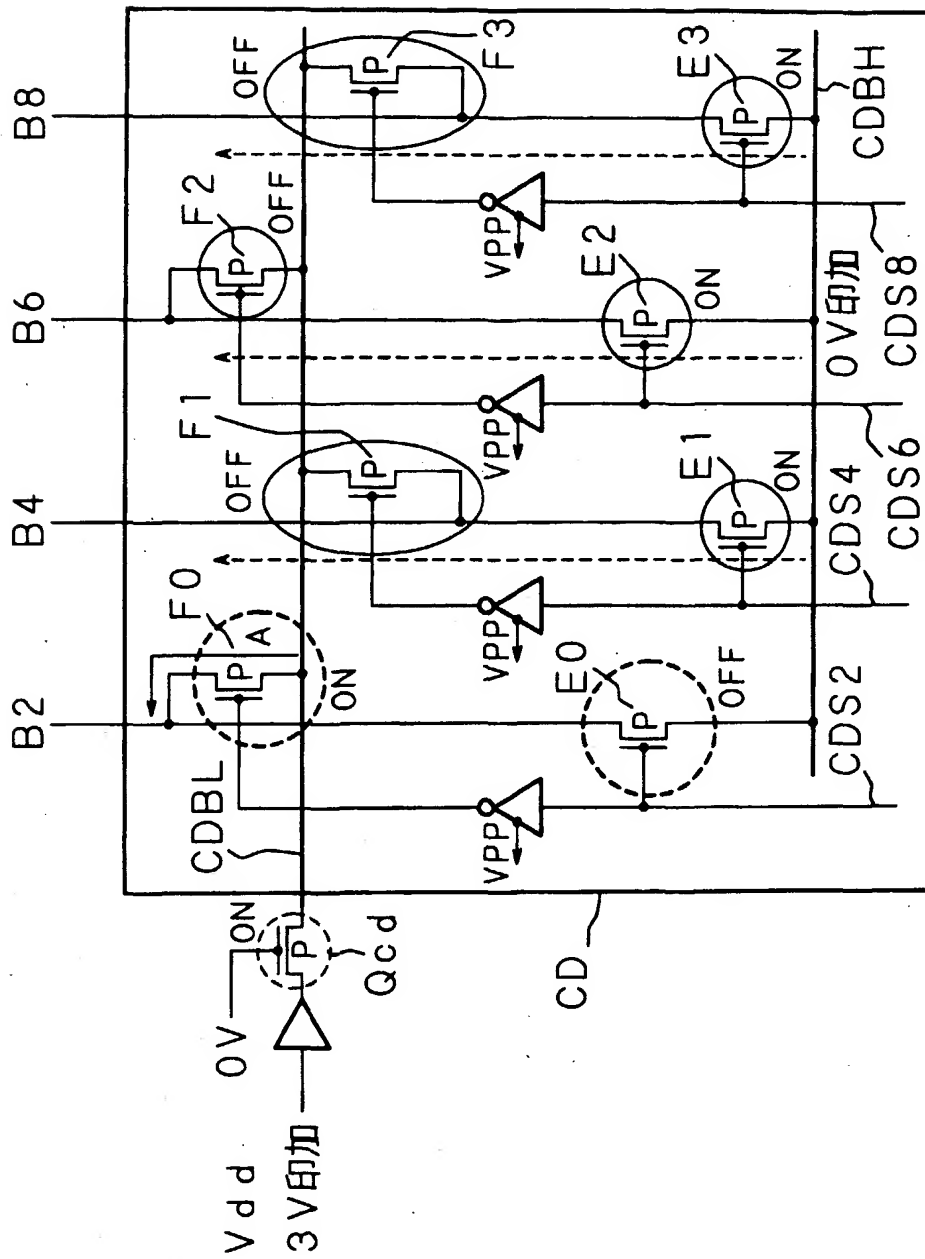 B2
B4
B6
B8
F0
A
ON
F1
OFF
F2
OFF
F3
OFF
P
P
P
P
CDBL
Vdd
3V印加
0V
ON
P
Qcd
CD
VPP
VPP
VPP
VPP
E0
P
OFF
E1
P
ON
E2
P
ON
E3
P
ON
0V印加
CDBH
CDS2
CDS4
CDS6
CDS8